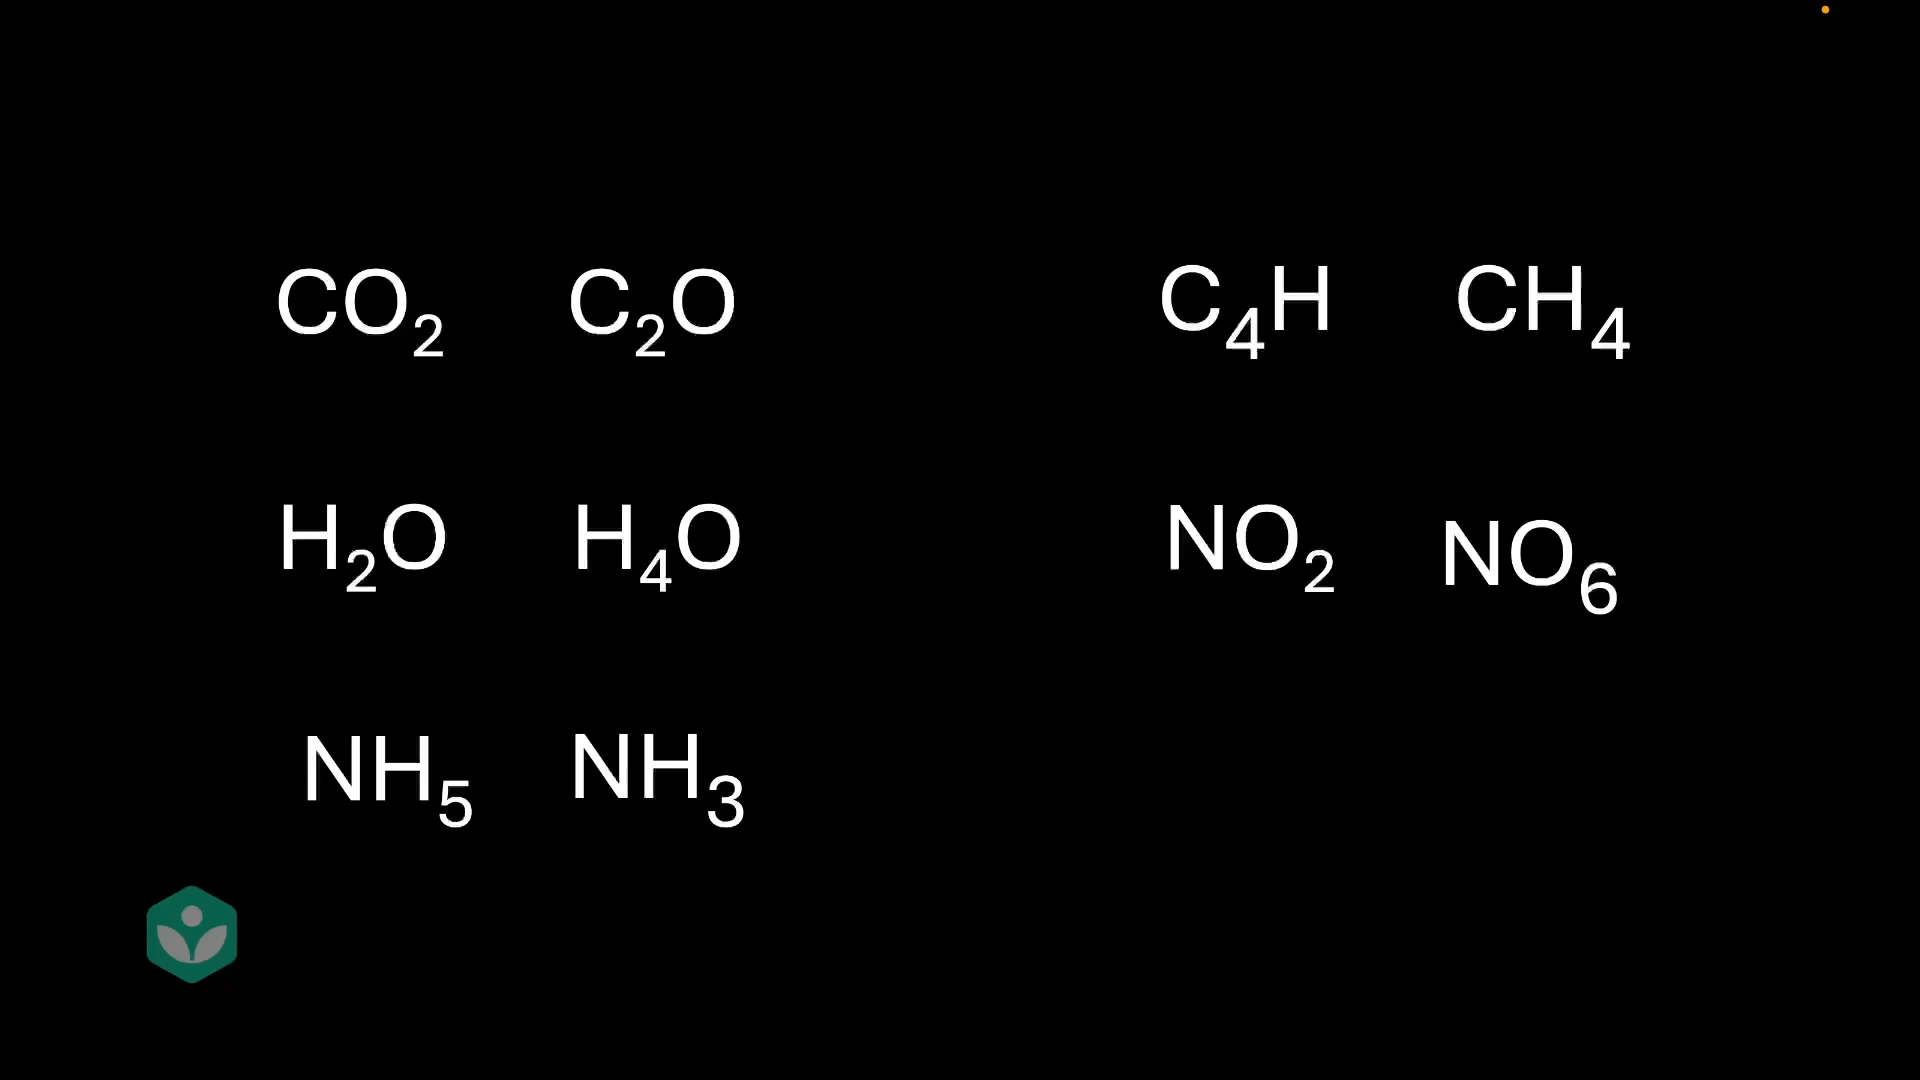 CO₂ C₂O C₄H CH₄
H₂O H₄O NO₂ NO₆
NH₅ NH₃